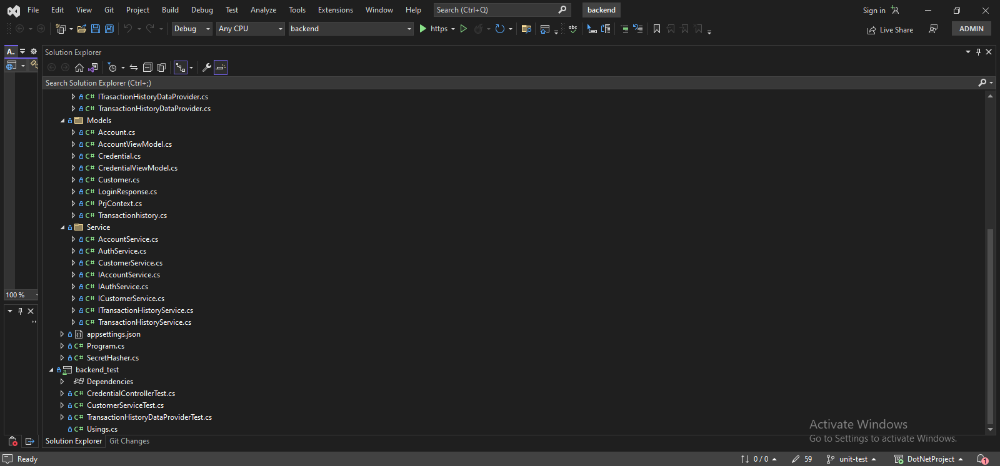 File Edit View Git Project Build Debug Test Analyze Tools Extensions Window Help Search (Ctrl+Q) backend Sign in
Debug Any CPU backend https Live Share ADMIN
A..
Solution Explorer
Search Solution Explorer (Ctrl+;)
C# ITrasactionHistoryDataProvider.cs
C# TransactionHistoryDataProvider.cs
Models
C# Account.cs
C# AccountViewModel.cs
C# Credential.cs
C# CredentialViewModel.cs
C# Customer.cs
C# LoginResponse.cs
C# PrjContext.cs
C# Transactionhistory.cs
Service
C# AccountService.cs
C# AuthService.cs
C# CustomerService.cs
C# IAccountService.cs
C# IAuthService.cs
C# ICustomerService.cs
C# ITransactionHistoryService.cs
C# TransactionHistoryService.cs
appsettings.json
C# Program.cs
C# SecretHasher.cs
backend_test
Dependencies
C# CredentialControllerTest.cs
C# CustomerServiceTest.cs
C# TransactionHistoryDataProviderTest.cs
C# Usings.cs
100 %
Activate Windows
Go to Settings to activate Windows.
Solution Explorer Git Changes
Ready 0 / 0 59 unit-test DotNetProject 1